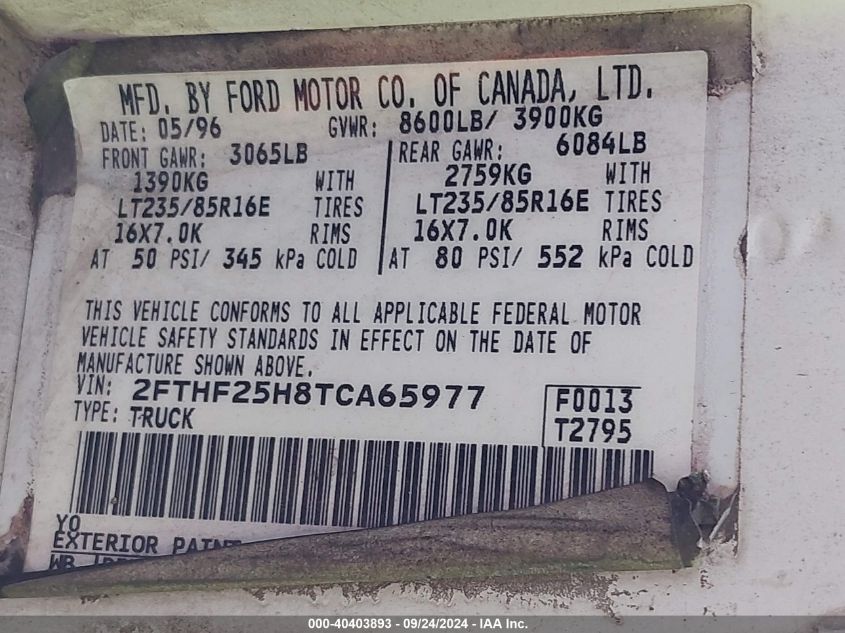 MFD. BY FORD MOTOR CO. OF CANADA, LTD.
DATE: 05/96 GVWR: 8600LB/ 3900KG
FRONT GAWR: 3065LB REAR GAWR: 6084LB
1390KG WITH 2759KG WITH
LT235/85R16E TIRES LT235/85R16E TIRES
16X7.0K RIMS 16X7.0K RIMS
AT 50 PSI/ 345 kPa COLD AT 80 PSI/ 552 kPa COLD
THIS VEHICLE CONFORMS TO ALL APPLICABLE FEDERAL MOTOR
VEHICLE SAFETY STANDARDS IN EFFECT ON THE DATE OF
MANUFACTURE SHOWN ABOVE.
VIN: 2FTHF25H8TCA65977 F0013
TYPE: TRUCK T2795
YO
EXTERIOR PAINT
WB
000-40403893 - 09/24/2024 - IAA Inc.